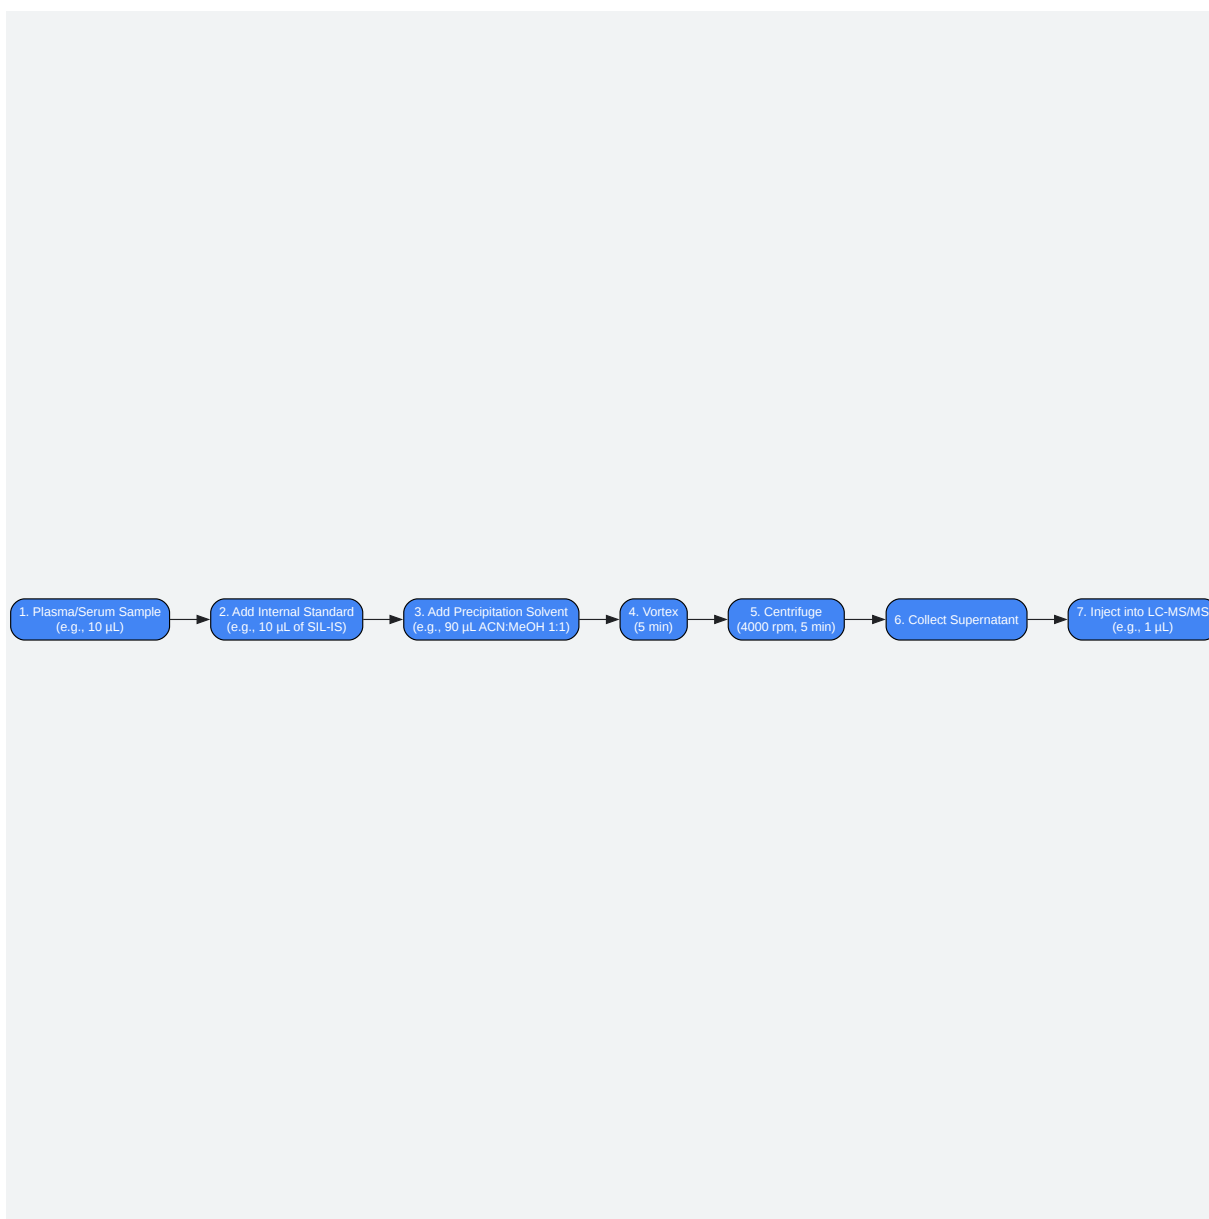 1. Plasma/Serum Sample
(e.g., 10 µL)
2. Add Internal Standard
(e.g., 10 µL of SIL-IS)
3. Add Precipitation Solvent
(e.g., 90 µL ACN:MeOH 1:1)
4. Vortex
(5 min)
5. Centrifuge
(4000 rpm, 5 min)
6. Collect Supernatant
7. Inject into LC-MS/MS
(e.g., 1 µL)